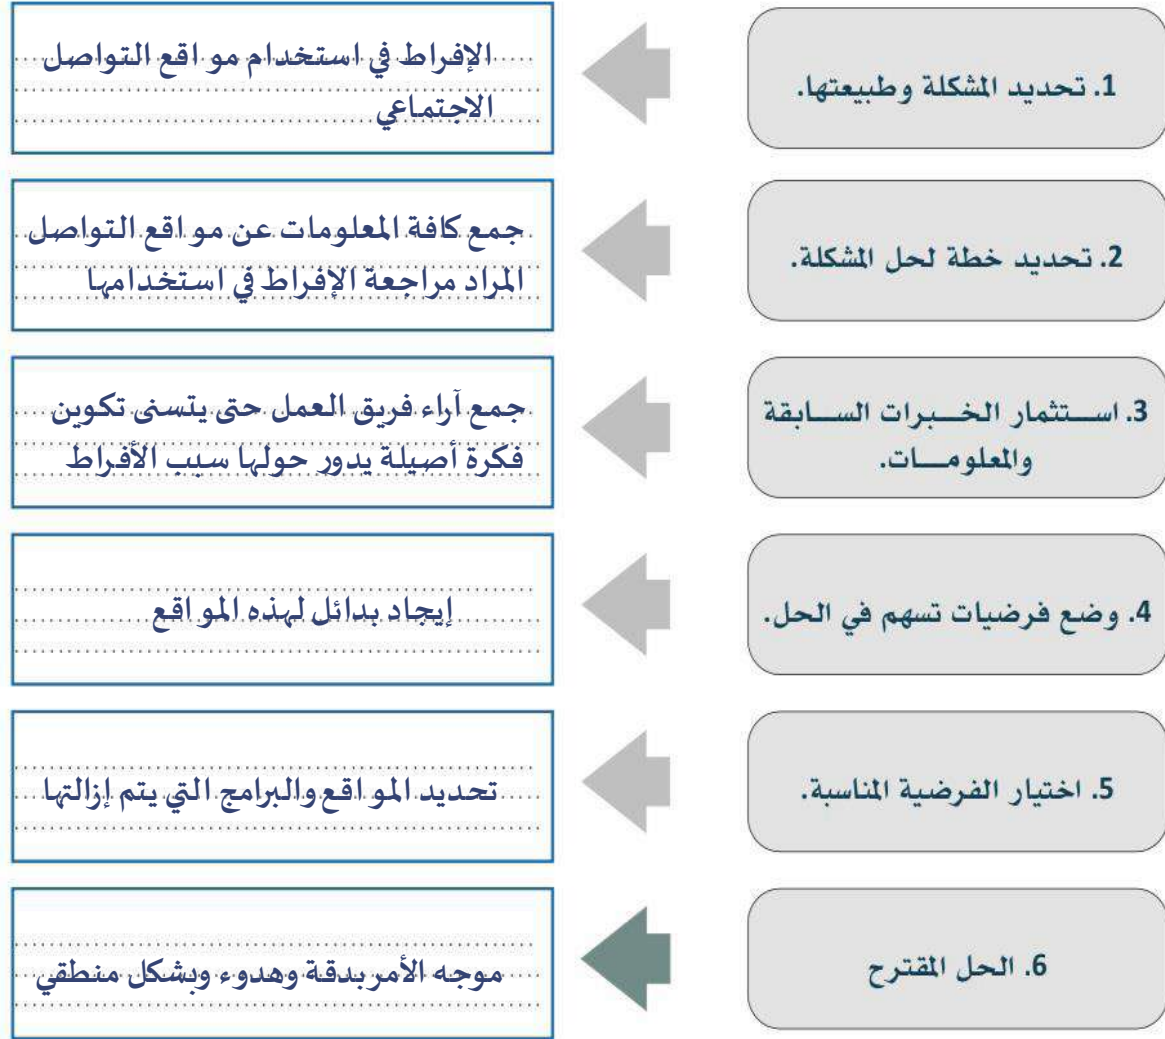 1. تحديد المشكلة وطبيعتها.
الإفراط في استخدام مواقع التواصل
الاجتماعي
2. تحديد خطة لحل المشكلة.
جمع كافة المعلومات عن مواقع التواصل
المراد مراجعة الإفراط في استخدامها
3. استثمار الخبرات السابقة
والمعلومات.
جمع آراء فريق العمل حتى يتسنى تكوين
فكرة أصيلة يدور حولها سبب الأفراط
4. وضع فرضيات تسهم في الحل.
إيجاد بدائل لهذه المواقع
5. اختيار الفرضية المناسبة.
تحديد المواقع والبرامج التي يتم إزالتها
6. الحل المقترح
موجه الأمر بدقة وهدوء وبشكل منطقي